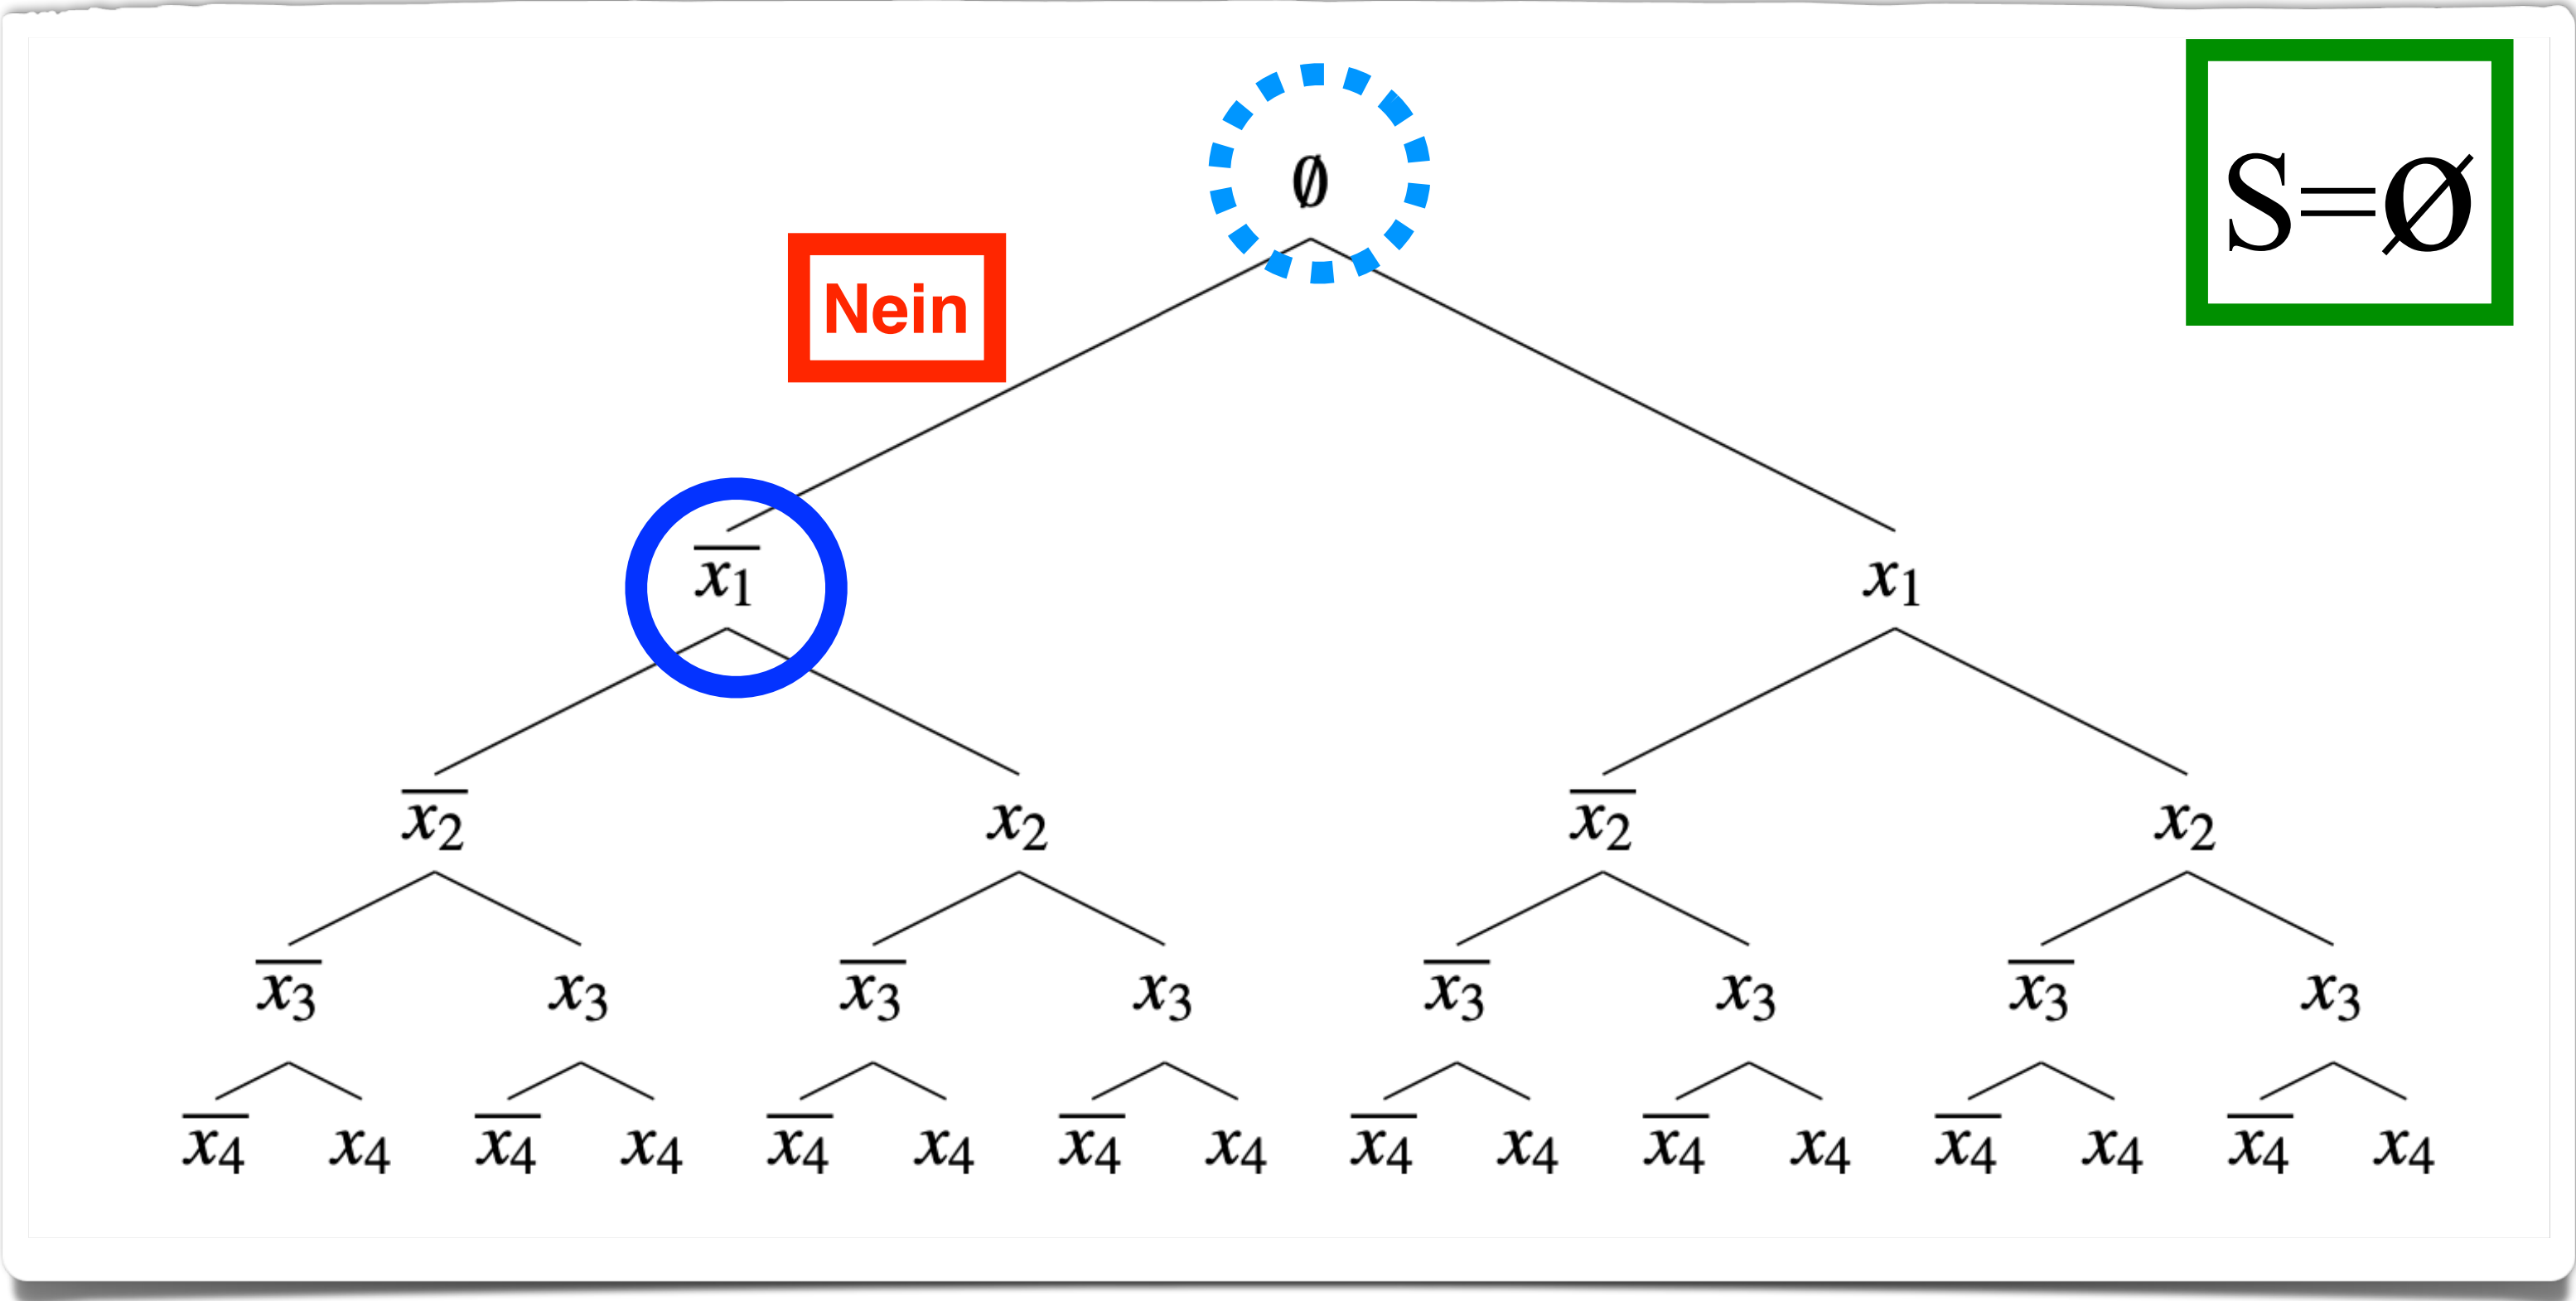 ∅
S=Ø
Nein
x̅₁ x₁
x̅₂ x₂ x̅₂ x₂
x̅₃ x₃ x̅₃ x₃ x̅₃ x₃ x̅₃ x₃
x̅₄ x₄ x̅₄ x₄ x̅₄ x₄ x̅₄ x₄ x̅₄ x₄ x̅₄ x₄ x̅₄ x₄ x̅₄ x₄